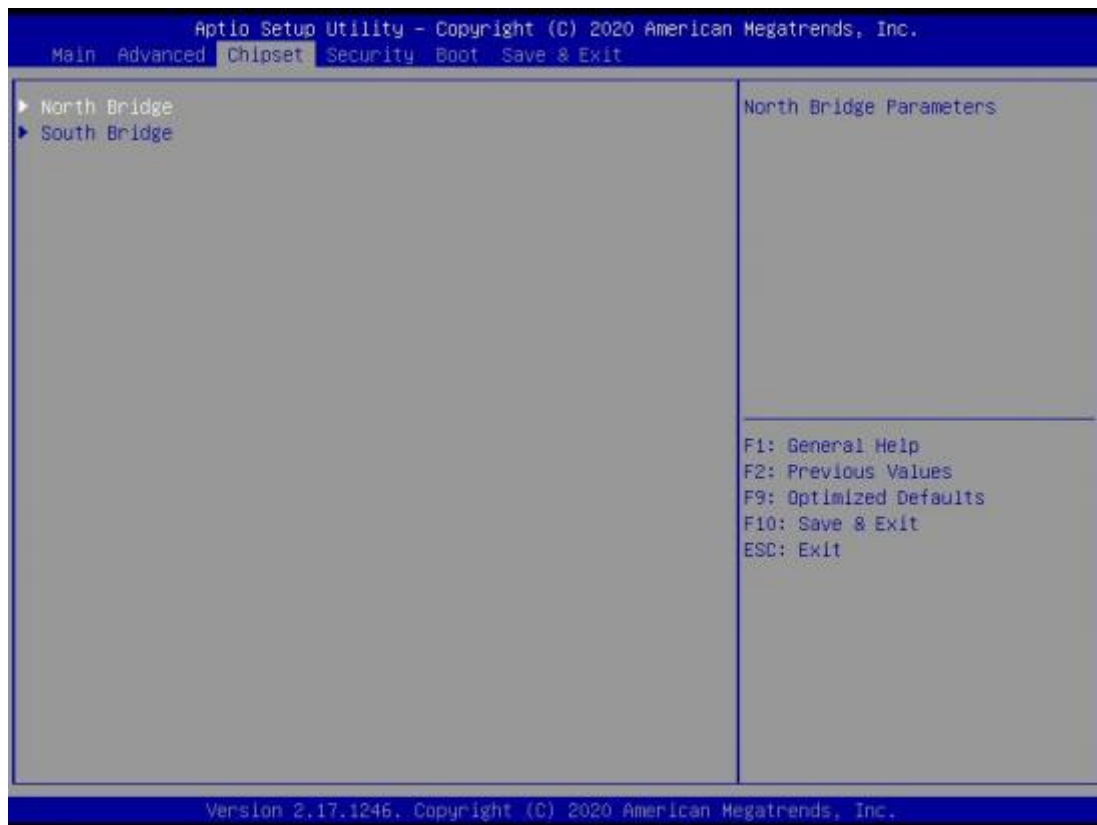 Aptio Setup Utility – Copyright (C) 2020 American Megatrends, Inc.
Main Advanced Chipset Security Boot Save & Exit
North Bridge
South Bridge
North Bridge Parameters
F1: General Help
F2: Previous Values
F9: Optimized Defaults
F10: Save & Exit
ESC: Exit
Version 2.17.1246. Copyright (C) 2020 American Megatrends, Inc.